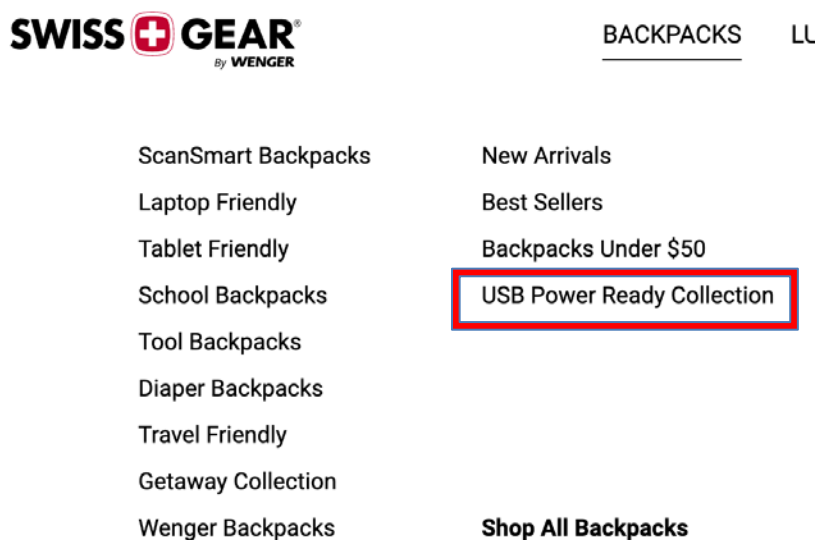 SWISS GEAR®
By WENGER
BACKPACKS
LU
ScanSmart Backpacks
Laptop Friendly
Tablet Friendly
School Backpacks
Tool Backpacks
Diaper Backpacks
Travel Friendly
Getaway Collection
Wenger Backpacks
New Arrivals
Best Sellers
Backpacks Under $50
USB Power Ready Collection
Shop All Backpacks